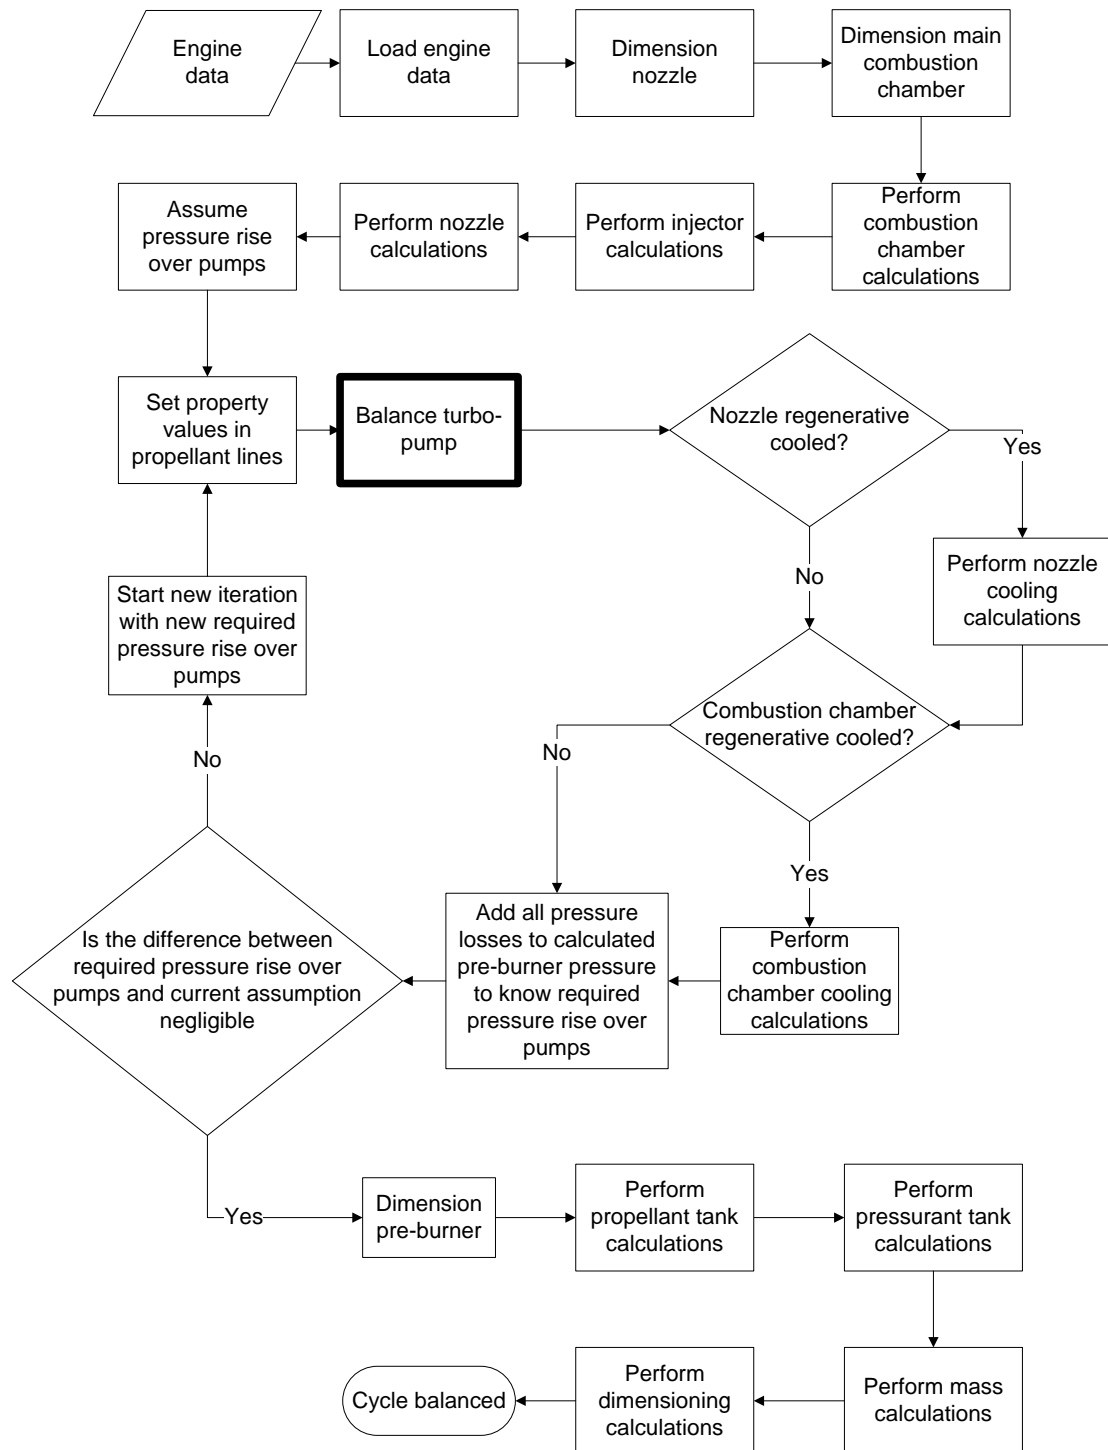 Engine
data
Load engine
data
Dimension
nozzle
Dimension main
combustion
chamber
Assume
pressure rise
over pumps
Perform nozzle
calculations
Perform injector
calculations
Perform
combustion
chamber
calculations
Set property
values in
propellant lines
Balance turbo-
pump
Nozzle regenerative
cooled?
Yes
No
Perform nozzle
cooling
calculations
Start new iteration
with new required
pressure rise over
pumps
Combustion chamber
regenerative cooled?
No
No
Yes
Is the difference between
required pressure rise over
pumps and current assumption
negligible
Add all pressure
losses to calculated
pre-burner pressure
to know required
pressure rise over
pumps
Perform
combustion
chamber cooling
calculations
Yes
Dimension
pre-burner
Perform
propellant tank
calculations
Perform
pressurant tank
calculations
Cycle balanced
Perform
dimensioning
calculations
Perform mass
calculations